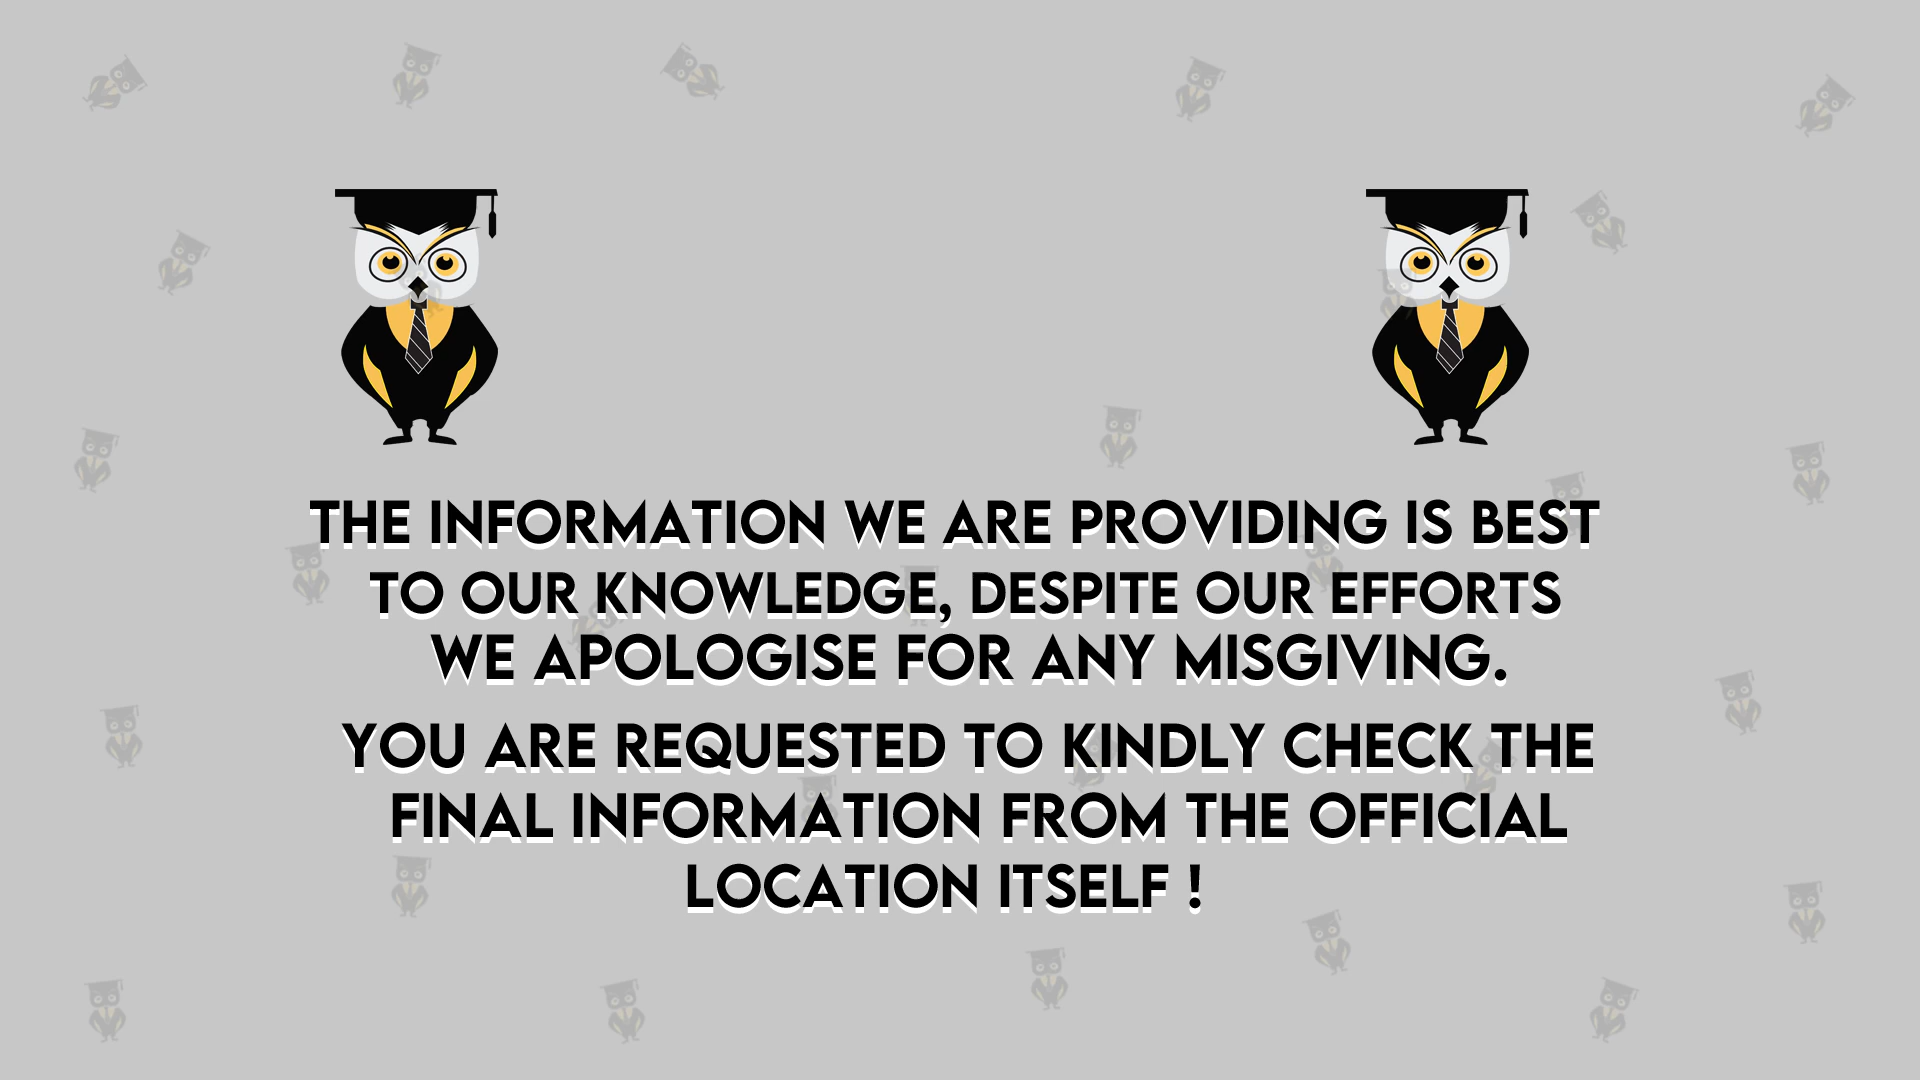 THE INFORMATION WE ARE PROVIDING IS BEST
TO OUR KNOWLEDGE, DESPITE OUR EFFORTS
WE APOLOGISE FOR ANY MISGIVING.
YOU ARE REQUESTED TO KINDLY CHECK THE
FINAL INFORMATION FROM THE OFFICIAL
LOCATION ITSELF !